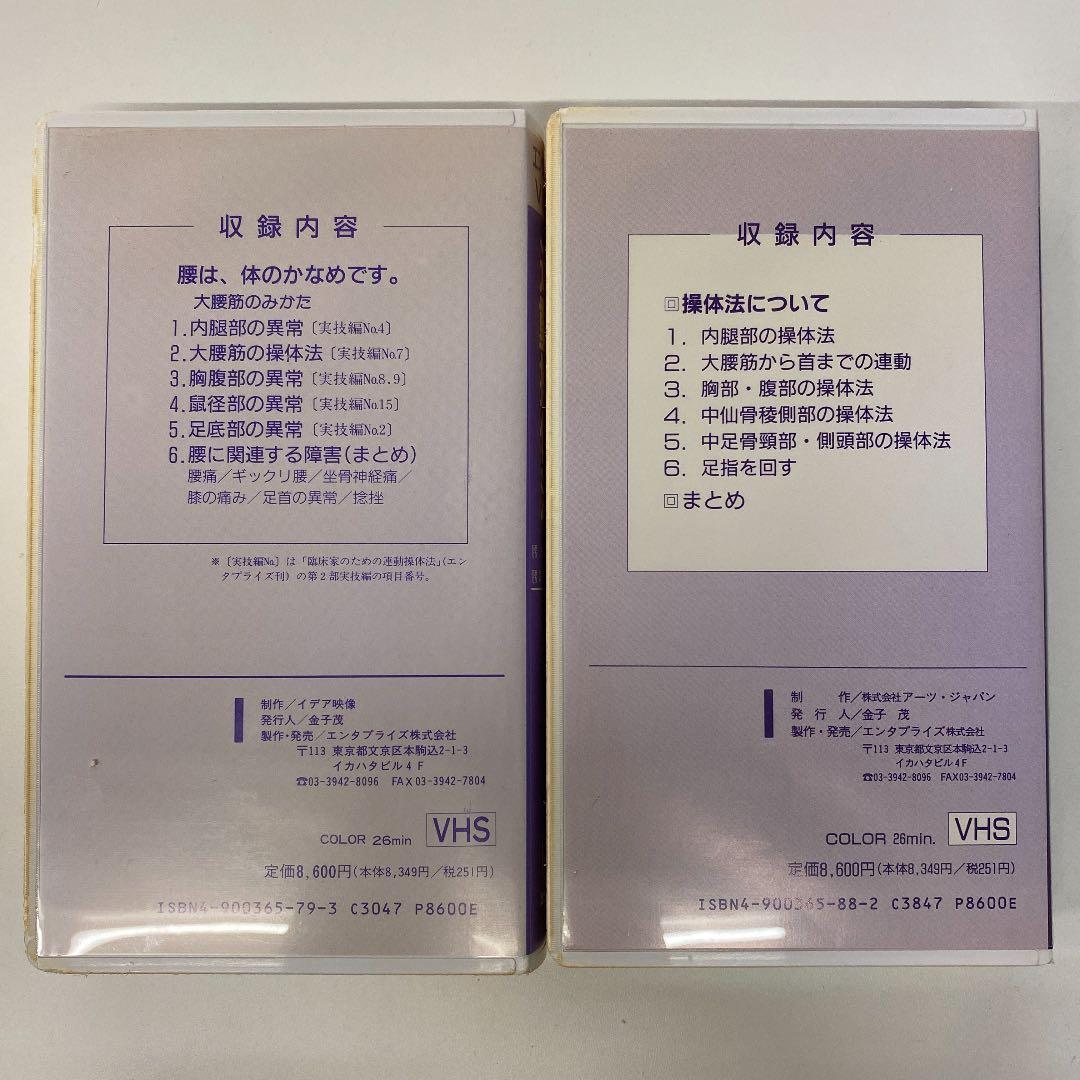 収録内容
腰は、体のかなめです。
大腰筋のみかた
1.内腿部の異常〔実技編No.4〕
2.大腰筋の操体法〔実技編No.7〕
3.胸腹部の異常〔実技編No.8.9〕
4.鼠径部の異常〔実技編No.15〕
5.足底部の異常〔実技編No.2〕
6.腰に関連する障害(まとめ)
腰痛／ギックリ腰／坐骨神経痛／
膝の痛み／足首の異常／捻挫
※〔実技編No.〕は「臨床家のための連動操体法」(エン
タプライズ刊)の第2部実技編の項目番号。
制作／イデア映像
発行人／金子茂
製作・発売／エンタプライズ株式会社
〒113 東京都文京区本駒込2-1-3
イカハタビル4F
☎03-3942-8096 FAX03-3942-7804
COLOR 26min VHS
定価8,600円(本体8,349円／税251円)
ISBN4-900365-79-3 C3047 P8600E
収録内容
回操体法について
1. 内腿部の操体法
2. 大腰筋から首までの連動
3. 胸部・腹部の操体法
4. 中仙骨稜側部の操体法
5. 中足骨頸部・側頭部の操体法
6. 足指を回す
回まとめ
制 作／株式会社アーツ・ジャパン
発行人／金子 茂
製作・発売／エンタプライズ株式会社
〒113 東京都文京区本駒込2-1-3
イカハタビル4F
☎03-3942-8096 FAX03-3942-7804
COLOR 26min. VHS
定価8,600円(本体8,349円／税251円)
ISBN4-900365-88-2 C3847 P8600E